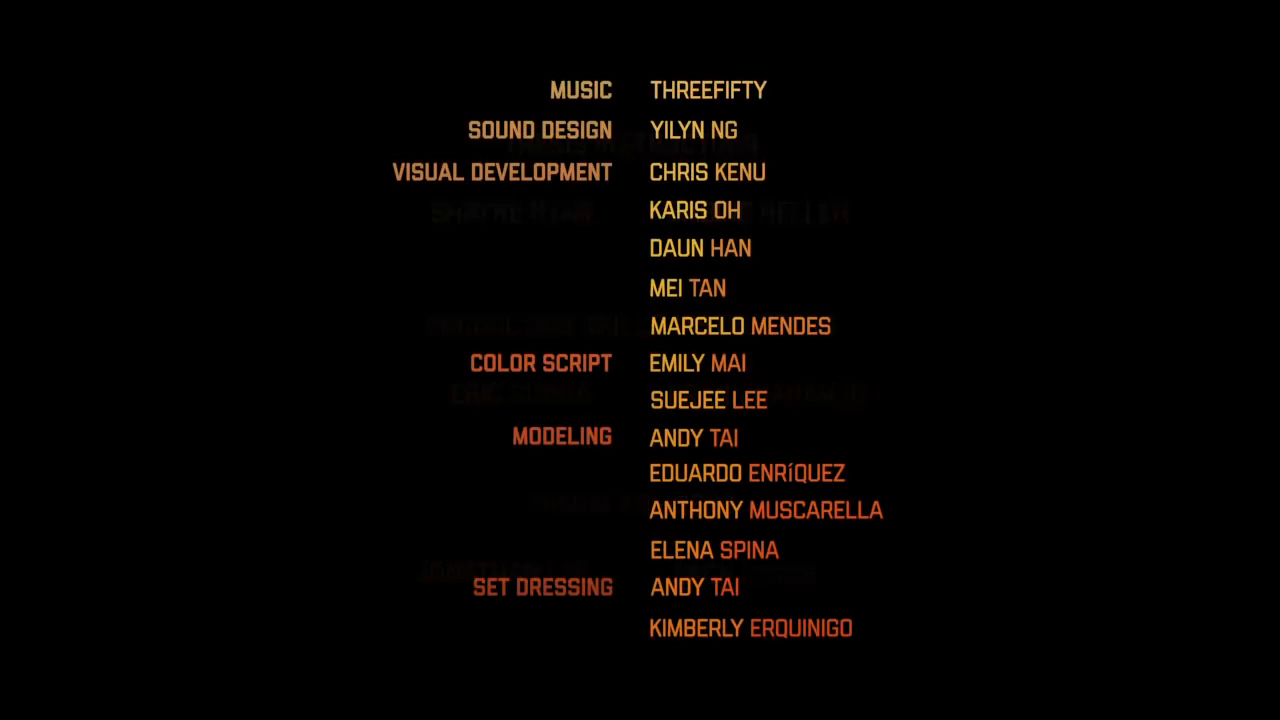 MUSIC THREEFIFTY
SOUND DESIGN YILYN NG
VISUAL DEVELOPMENT CHRIS KENU
KARIS OH
DAUN HAN
MEI TAN
MARCELO MENDES
COLOR SCRIPT EMILY MAI
SUEJEE LEE
MODELING ANDY TAI
EDUARDO ENRíQUEZ
ANTHONY MUSCARELLA
ELENA SPINA
SET DRESSING ANDY TAI
KIMBERLY ERQUINIGO